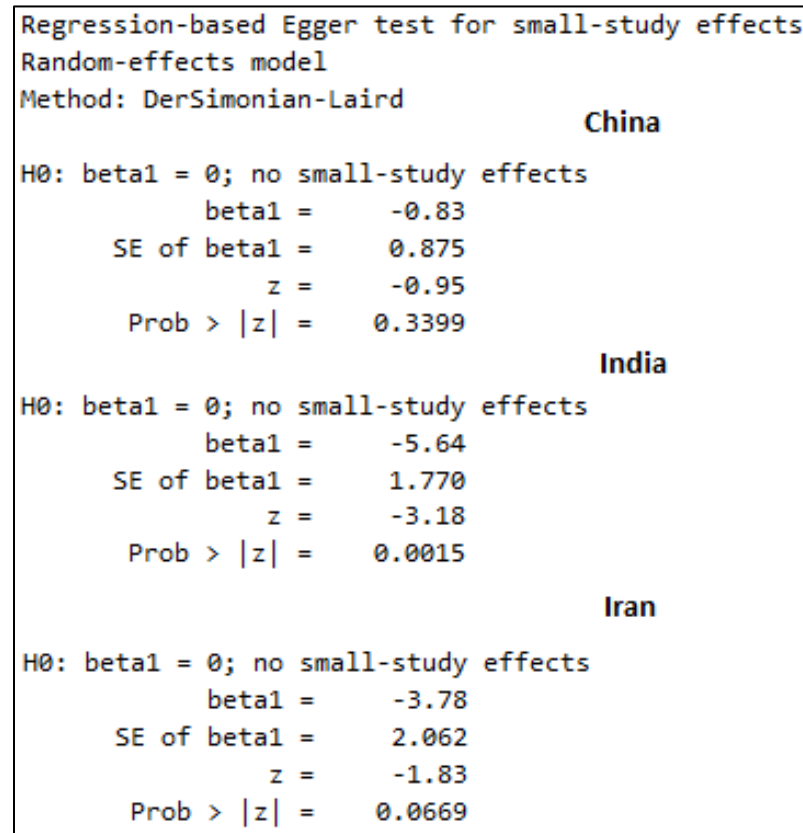 Regression-based Egger test for small-study effects
Random-effects model
Method: DerSimonian-Laird
China
H0: beta1 = 0; no small-study effects
beta1 = -0.83
SE of beta1 = 0.875
z = -0.95
Prob > |z| = 0.3399
India
H0: beta1 = 0; no small-study effects
beta1 = -5.64
SE of beta1 = 1.770
z = -3.18
Prob > |z| = 0.0015
Iran
H0: beta1 = 0; no small-study effects
beta1 = -3.78
SE of beta1 = 2.062
z = -1.83
Prob > |z| = 0.0669